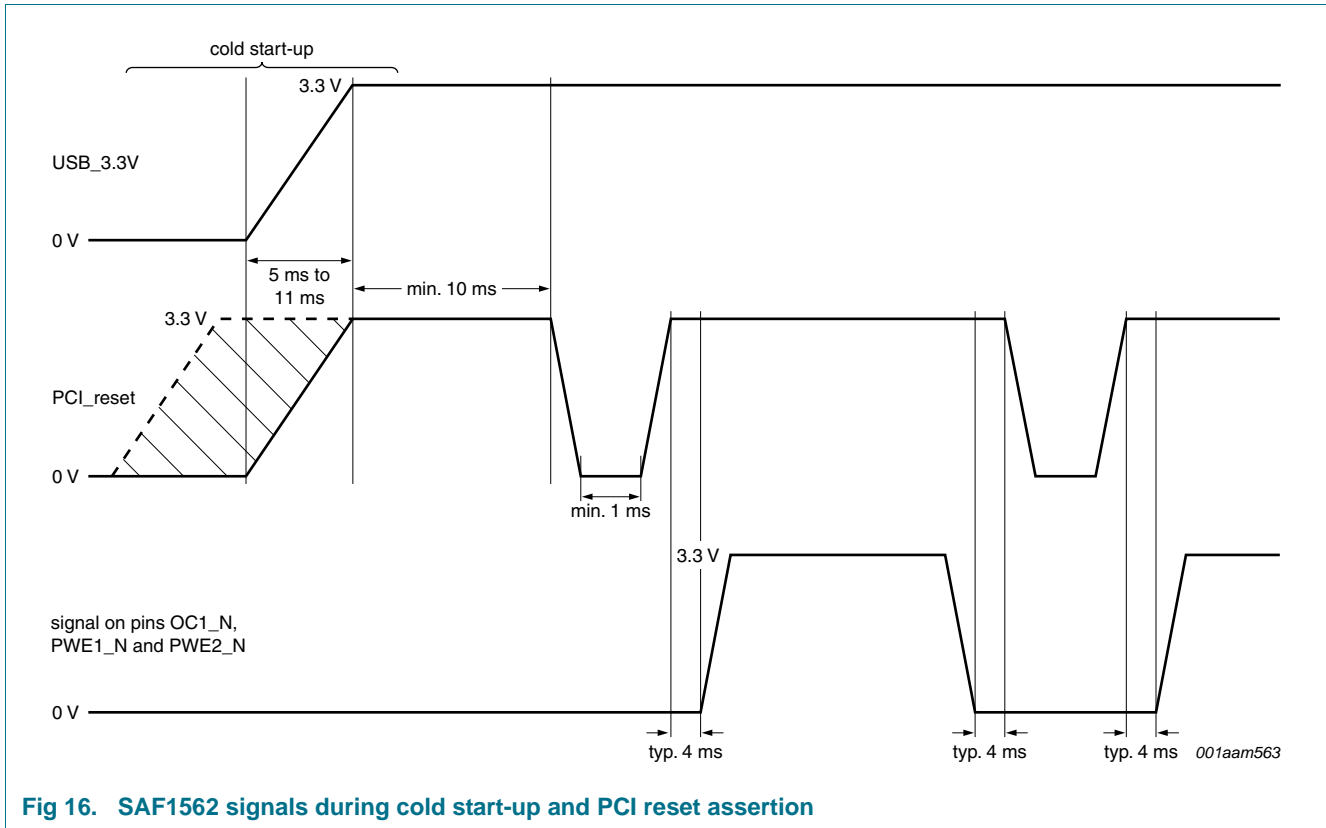 cold start-up
3.3 V
USB_3.3V
0 V
5 ms to
11 ms
min. 10 ms
3.3 V
PCI_reset
0 V
min. 1 ms
3.3 V
signal on pins OC1_N,
PWE1_N and PWE2_N
0 V
typ. 4 ms
typ. 4 ms
typ. 4 ms
001aam563
Fig 16. SAF1562 signals during cold start-up and PCI reset assertion